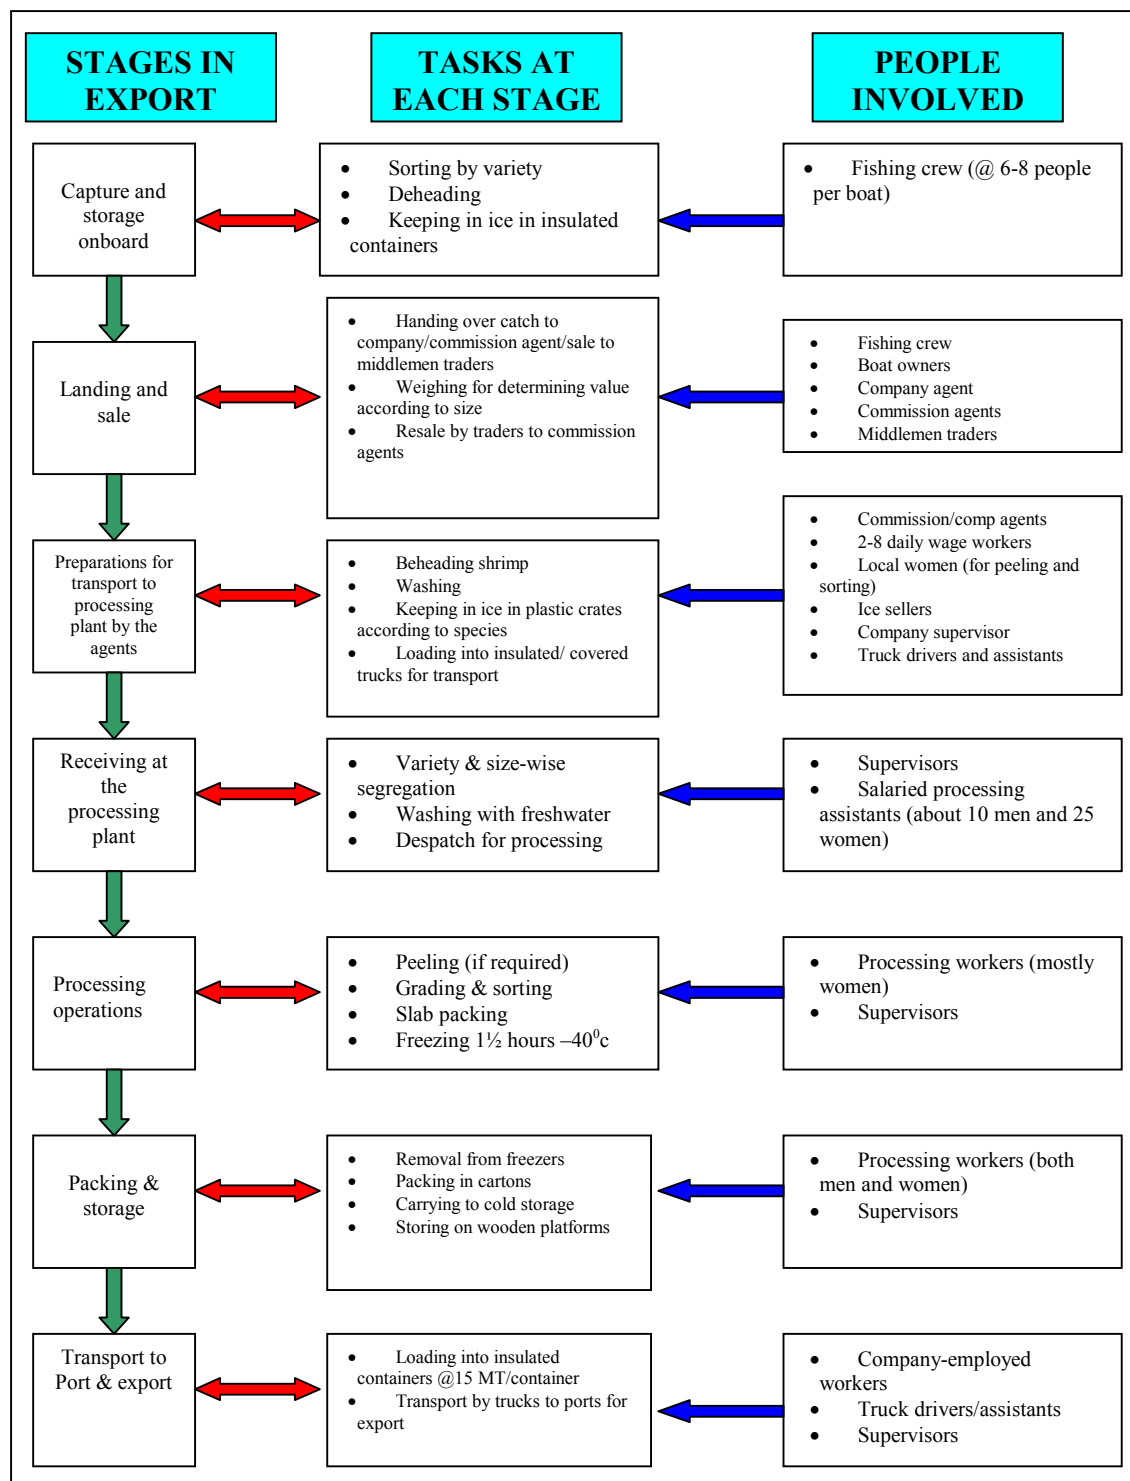 STAGES IN
EXPORT
TASKS AT
EACH STAGE
PEOPLE
INVOLVED
Capture and
storage
onboard
• Sorting by variety
• Deheading
• Keeping in ice in insulated
containers
• Fishing crew (@ 6-8 people
per boat)
Landing and
sale
• Handing over catch to
company/commission agent/sale to
middlemen traders
• Weighing for determining value
according to size
• Resale by traders to commission
agents
• Fishing crew
• Boat owners
• Company agent
• Commission agents
• Middlemen traders
Preparations for
transport to
processing
plant by the
agents
• Beheading shrimp
• Washing
• Keeping in ice in plastic crates
according to species
• Loading into insulated/ covered
trucks for transport
• Commission/comp agents
• 2-8 daily wage workers
• Local women (for peeling and
sorting)
• Ice sellers
• Company supervisor
• Truck drivers and assistants
Receiving at
the
processing
plant
• Variety & size-wise
segregation
• Washing with freshwater
• Despatch for processing
• Supervisors
• Salaried processing
assistants (about 10 men and 25
women)
Processing
operations
• Peeling (if required)
• Grading & sorting
• Slab packing
• Freezing 1½ hours –40⁰c
• Processing workers (mostly
women)
• Supervisors
Packing &
storage
• Removal from freezers
• Packing in cartons
• Carrying to cold storage
• Storing on wooden platforms
• Processing workers (both
men and women)
• Supervisors
Transport to
Port & export
• Loading into insulated
containers @15 MT/container
• Transport by trucks to ports for
export
• Company-employed
workers
• Truck drivers/assistants
• Supervisors